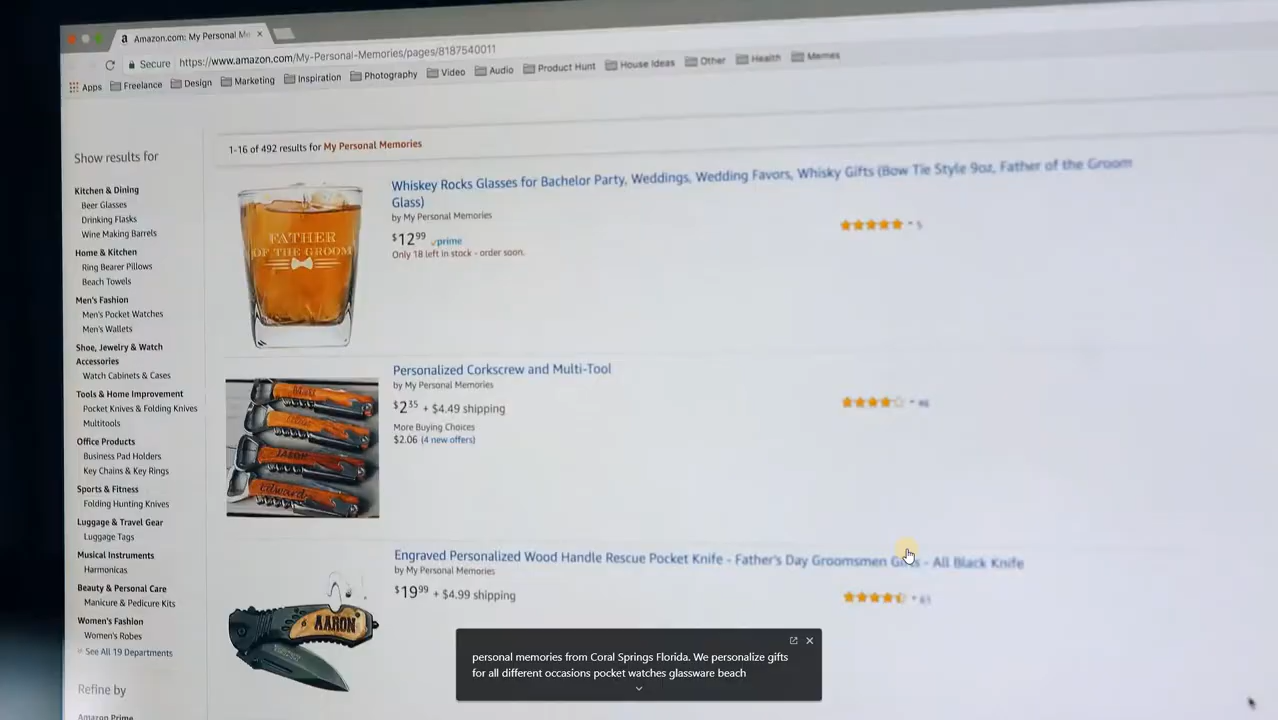 Amazon.com: My Personal Me
Secure https://www.amazon.com/My-Personal-Memories/pages/8187540011
Apps Freelance Design Marketing Inspiration Photography Video Audio Product Hunt House Ideas Other Health Memes
Show results for
Kitchen & Dining
Beer Glasses
Drinking Flasks
Wine Making Barrels
Home & Kitchen
Ring Bearer Pillows
Beach Towels
Men's Fashion
Men's Pocket Watches
Men's Wallets
Shoe, Jewelry & Watch
Accessories
Watch Cabinets & Cases
Tools & Home Improvement
Pocket Knives & Folding Knives
Multitools
Office Products
Business Pad Holders
Key Chains & Key Rings
Sports & Fitness
Folding Hunting Knives
Luggage & Travel Gear
Luggage Tags
Musical Instruments
Harmonicas
Beauty & Personal Care
Manicure & Pedicure Kits
Women's Fashion
Women's Robes
See All 19 Departments
Refine by
Amazon Prime
1-16 of 492 results for My Personal Memories
FATHER
OF THE GROOM
Whiskey Rocks Glasses for Bachelor Party, Weddings, Wedding Favors, Whisky Gifts (Bow Tie Style 9oz, Father of the Groom
Glass)
by My Personal Memories
$12.99 prime
5
Only 18 left in stock - order soon.
Personalized Corkscrew and Multi-Tool
by My Personal Memories
$2.35 + $4.49 shipping
More Buying Choices
$2.06 (4 new offers)
JASON
Edward
Engraved Personalized Wood Handle Rescue Pocket Knife - Father's Day Groomsmen - All Black Knife
by My Personal Memories
$19.99 + $4.99 shipping
AARON
personal memories from Coral Springs Florida. We personalize gifts
for all different occasions pocket watches glassware beach